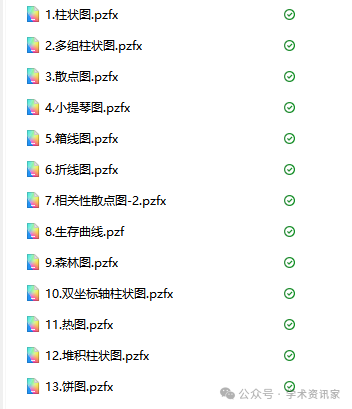 1.柱状图.pzfx
2.多组柱状图.pzfx
3.散点图.pzfx
4.小提琴图.pzfx
5.箱线图.pzfx
6.折线图.pzfx
7.相关性散点图-2.pzfx
8.生存曲线.pzf
9.森林图.pzfx
10.双坐标轴柱状图.pzfx
11.热图.pzfx
12.堆积柱状图.pzfx
13.饼图.pzfx
公众号·学术资讯家